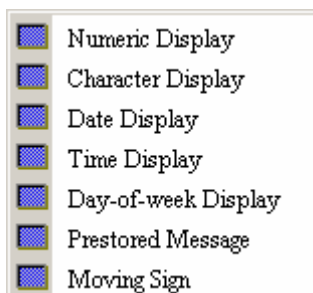 Numeric Display
Character Display
Date Display
Time Display
Day-of-week Display
Prestored Message
Moving Sign